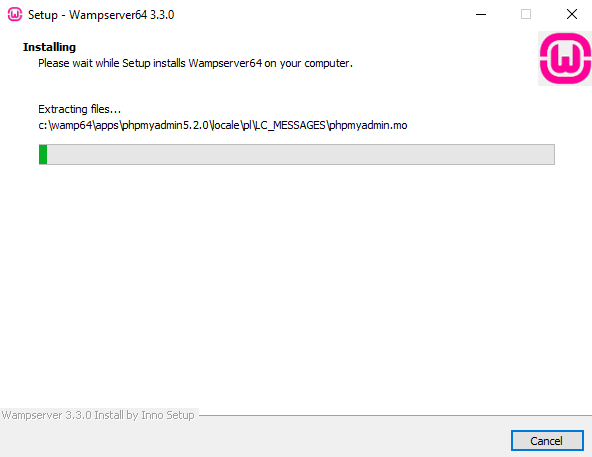 Setup - Wampserver64 3.3.0
Installing
Please wait while Setup installs Wampserver64 on your computer.
Extracting files...
c:\wamp64\apps\phpmyadmin5.2.0\locale\pl\LC_MESSAGES\phpmyadmin.mo
Wampserver 3.3.0 Install by Inno Setup
Cancel